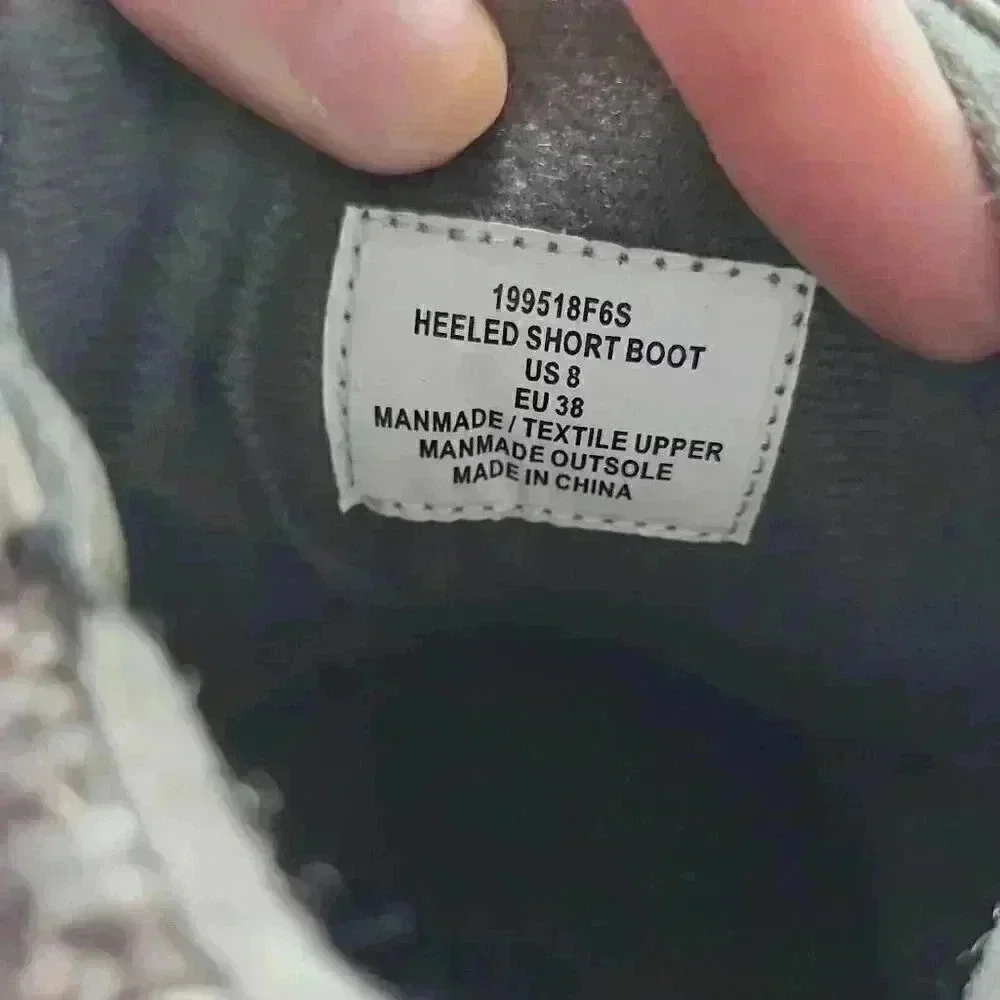 199518F6S
HEELED SHORT BOOT
US 8
EU 38
MANMADE / TEXTILE UPPER
MANMADE OUTSOLE
MADE IN CHINA